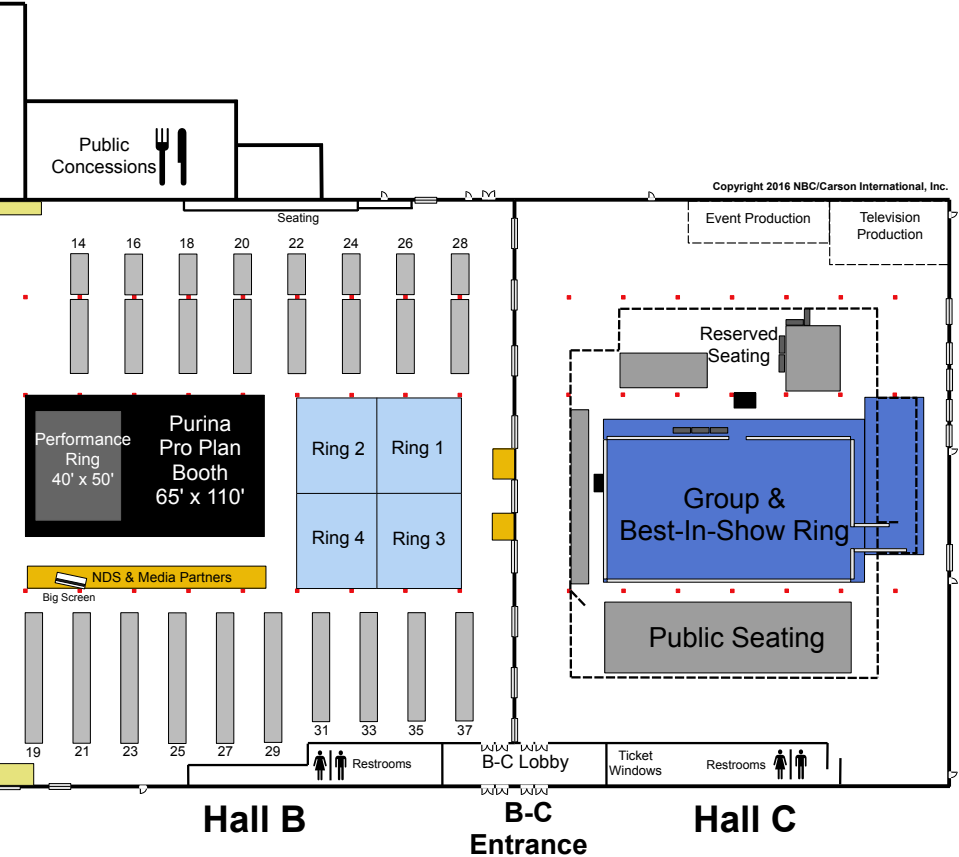 Public
Concessions
Copyright 2016 NBC/Carson International, Inc.
Seating
Event Production
Television
Production
14 16 18 20 22 24 26 28
Reserved
Seating
Performance
Ring
40' x 50'
Purina
Pro Plan
Booth
65' x 110'
Ring 2
Ring 1
Ring 4
Ring 3
Group &
Best-In-Show Ring
NDS & Media Partners
Big Screen
Public Seating
31 33 35 37
19 21 23 25 27 29
Restrooms
B-C Lobby
Ticket
Windows
Restrooms
Hall B
B-C
Entrance
Hall C